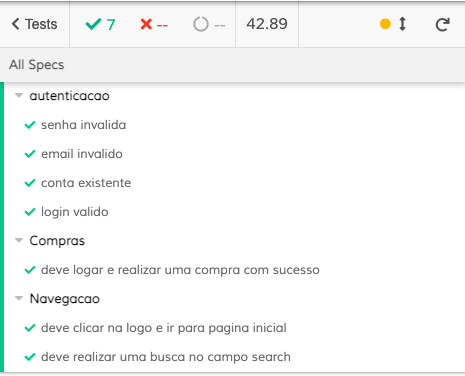 Tests 7 -- -- 42.89
All Specs
autenticacao
senha invalida
email invalido
conta existente
login valido
Compras
deve logar e realizar uma compra com sucesso
Navegacao
deve clicar na logo e ir para pagina inicial
deve realizar uma busca no campo search